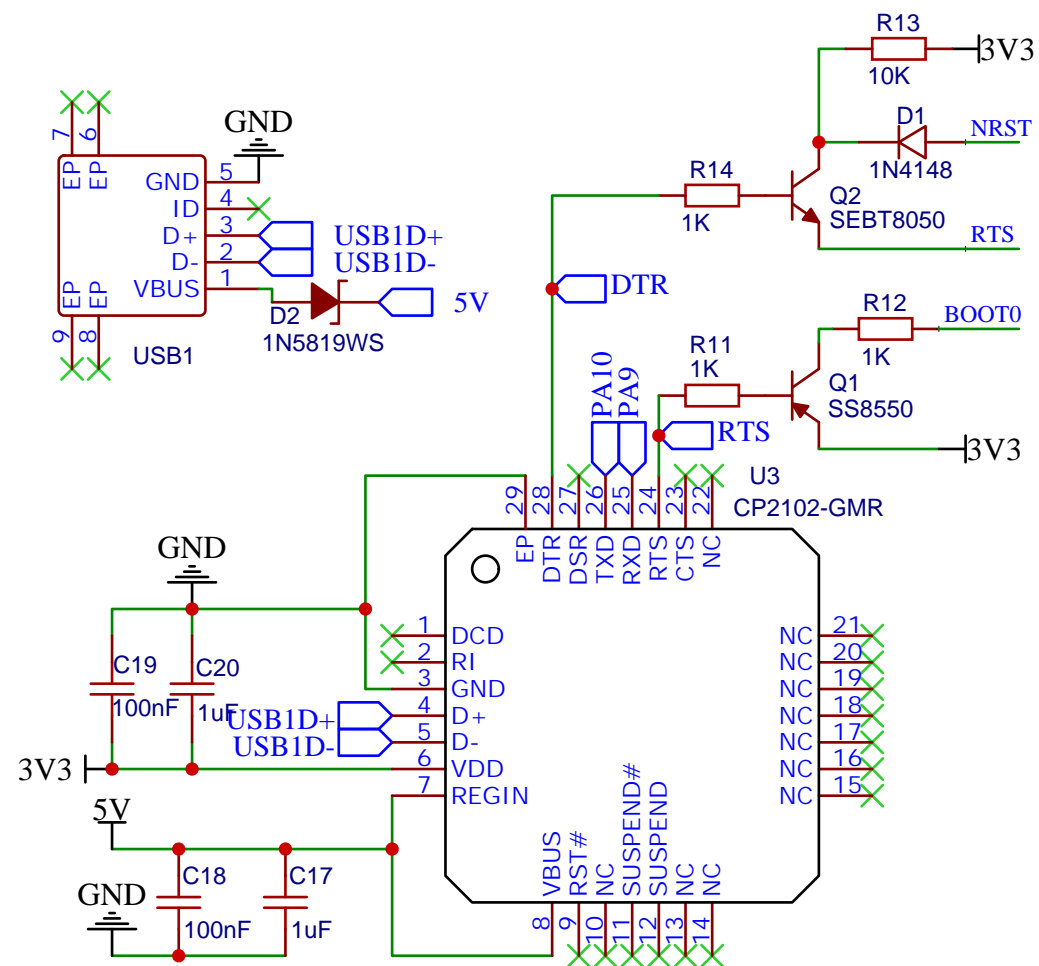 R13
10K
3V3
D1
1N4148
NRST
R14
1K
Q2
SEBT8050
RTS
GND
7
6
EP
EP
GND 5
ID 4
D+ 3
D- 2
VBUS 1
EP
EP
9
8
USB1
USB1D+
USB1D-
5V
D2
1N5819WS
DTR
R12
1K
BOOT0
R11
1K
Q1
SS8550
3V3
PA10
PA9
RTS
U3
CP2102-GMR
29
28
27
26
25
24
23
22
EP
DTR
DSR
TXD
RXD
RTS
CTS
NC
GND
C19
100nF
C20
1uF
USB1D+
USB1D-
3V3
1 DCD
2 RI
3 GND
4 D+
5 D-
6 VDD
7 REGIN
NC 21
NC 20
NC 19
NC 18
NC 17
NC 16
NC 15
5V
GND
C18
100nF
C17
1uF
VBUS
RST#
NC
SUSPEND#
SUSPEND
NC
NC
8
9
10
11
12
13
14